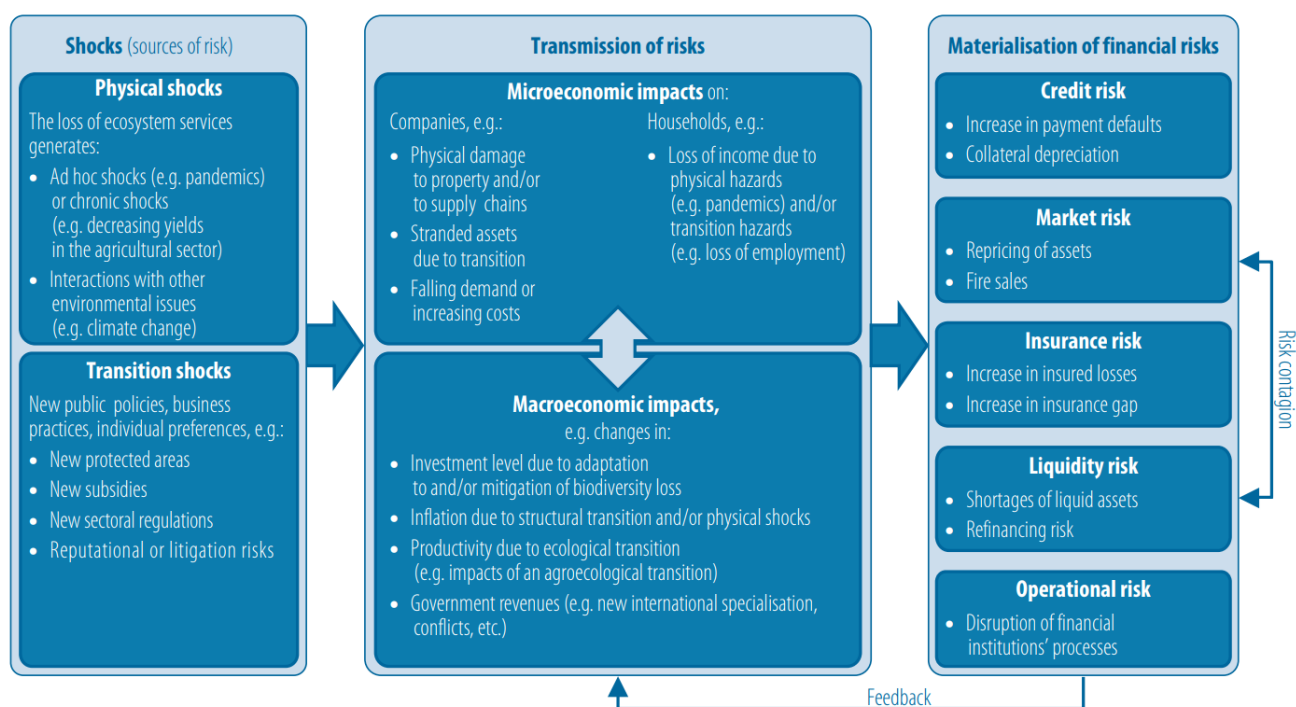 Shocks (sources of risk)
Physical shocks
The loss of ecosystem services
generates:
• Ad hoc shocks (e.g. pandemics)
or chronic shocks
(e.g. decreasing yields
in the agricultural sector)
• Interactions with other
environmental issues
(e.g. climate change)
Transition shocks
New public policies, business
practices, individual preferences, e.g.:
• New protected areas
• New subsidies
• New sectoral regulations
• Reputational or litigation risks
Transmission of risks
Microeconomic impacts on:
Companies, e.g.:
• Physical damage
to property and/or
to supply chains
• Stranded assets
due to transition
• Falling demand or
increasing costs
Households, e.g.:
• Loss of income due to
physical hazards
(e.g. pandemics) and/or
transition hazards
(e.g. loss of employment)
Macroeconomic impacts,
e.g. changes in:
• Investment level due to adaptation
to and/or mitigation of biodiversity loss
• Inflation due to structural transition and/or physical shocks
• Productivity due to ecological transition
(e.g. impacts of an agroecological transition)
• Government revenues (e.g. new international specialisation,
conflicts, etc.)
Materialisation of financial risks
Credit risk
• Increase in payment defaults
• Collateral depreciation
Market risk
• Repricing of assets
• Fire sales
Insurance risk
• Increase in insured losses
• Increase in insurance gap
Liquidity risk
• Shortages of liquid assets
• Refinancing risk
Operational risk
• Disruption of financial
institutions' processes
Risk contagion
Feedback